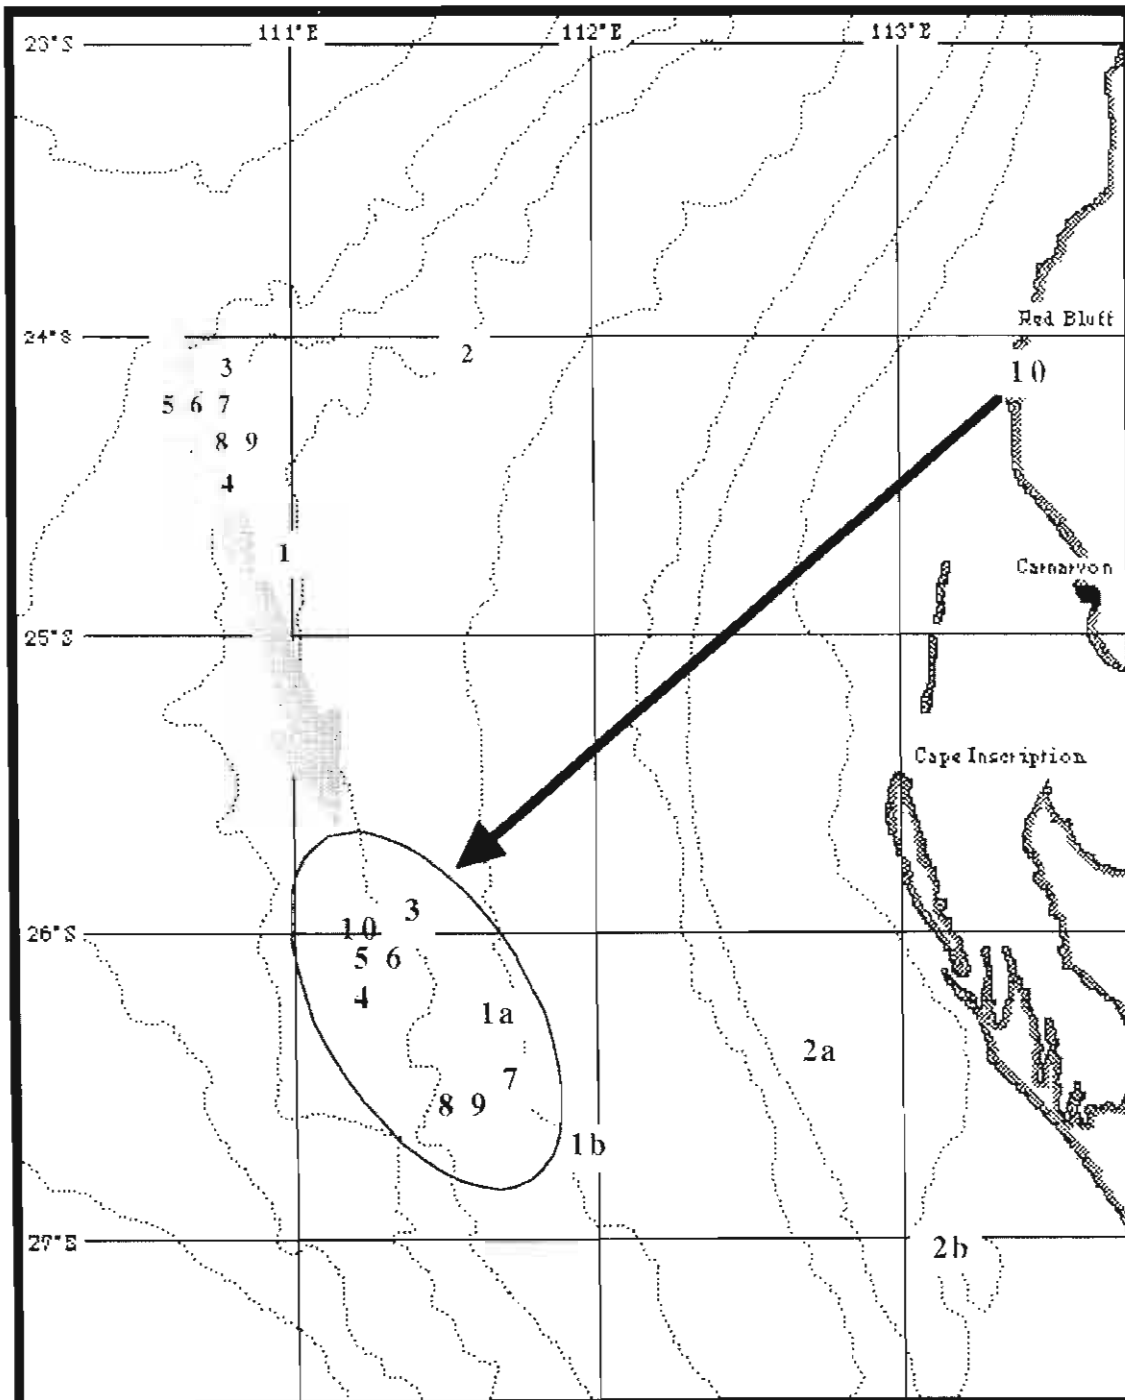 111°E 112°E 113°E
23°S
24°S
Red Bluff
2
3
10
5 6 7
8 9
4
1
Carnarvon
25°S
Cape Inscription
3
10
26°S
5 6
4
1a
2a
7
8 9
1b
27°S
2b